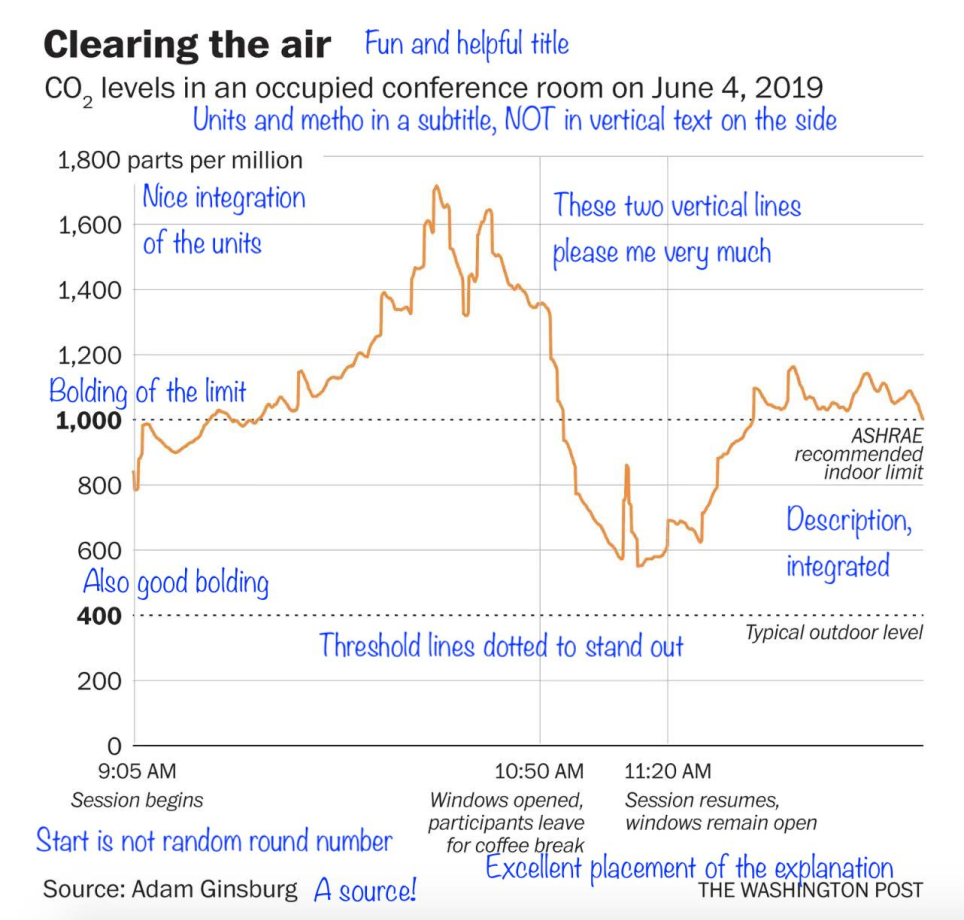 Clearing the air Fun and helpful title
CO₂ levels in an occupied conference room on June 4, 2019
Units and metho in a subtitle, NOT in vertical text on the side
1,800 parts per million
Nice integration
of the units
These two vertical lines
please me very much
1,600
1,400
1,200
Bolding of the limit
1,000
ASHRAE
recommended
indoor limit
800
Description,
integrated
600
Also good bolding
400
Typical outdoor level
Threshold lines dotted to stand out
200
0
9:05 AM 10:50 AM 11:20 AM
Session begins
Windows opened,
participants leave
for coffee break
Session resumes,
windows remain open
Start is not random round number
Excellent placement of the explanation
Source: Adam Ginsburg A source!
THE WASHINGTON POST